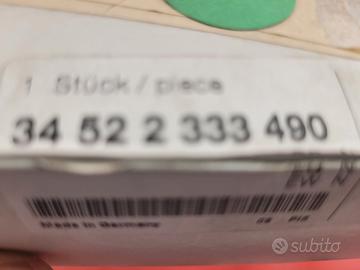 1 Stück / piece
34 52 2 333 490
Made in Germany
subito